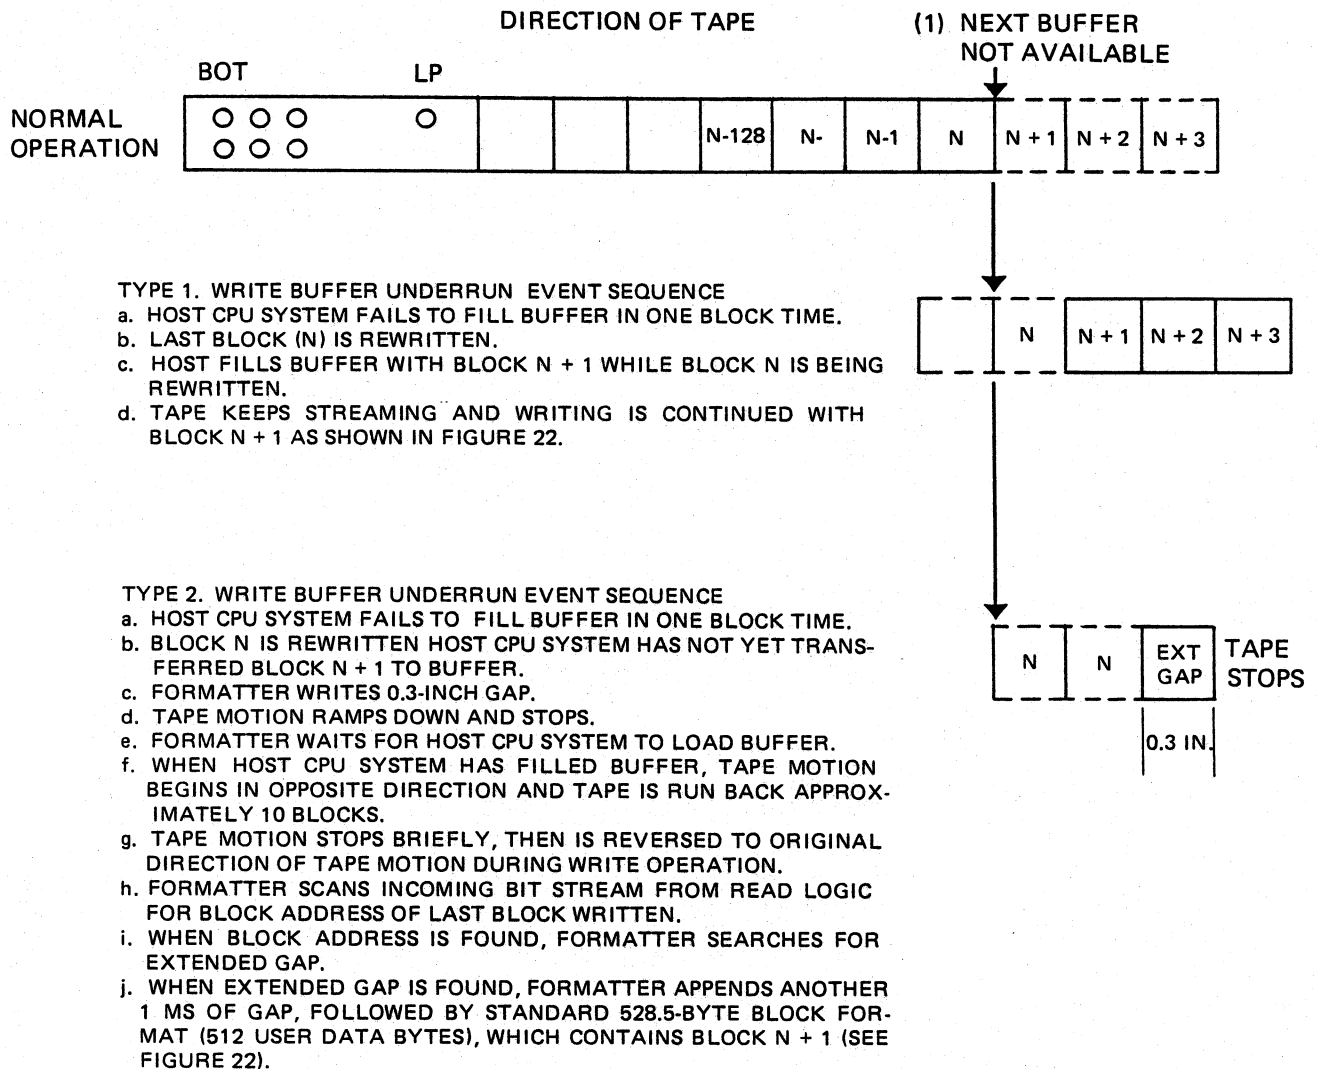 DIRECTION OF TAPE
(1) NEXT BUFFER
NOT AVAILABLE
BOT
LP
NORMAL
OPERATION
N-128 N- N-1 N N + 1 N + 2 N + 3
TYPE 1. WRITE BUFFER UNDERRUN EVENT SEQUENCE
a. HOST CPU SYSTEM FAILS TO FILL BUFFER IN ONE BLOCK TIME.
b. LAST BLOCK (N) IS REWRITTEN.
c. HOST FILLS BUFFER WITH BLOCK N + 1 WHILE BLOCK N IS BEING
REWRITTEN.
d. TAPE KEEPS STREAMING AND WRITING IS CONTINUED WITH
BLOCK N + 1 AS SHOWN IN FIGURE 22.
N N + 1 N + 2 N + 3
TYPE 2. WRITE BUFFER UNDERRUN EVENT SEQUENCE
a. HOST CPU SYSTEM FAILS TO FILL BUFFER IN ONE BLOCK TIME.
b. BLOCK N IS REWRITTEN HOST CPU SYSTEM HAS NOT YET TRANS-
FERRED BLOCK N + 1 TO BUFFER.
c. FORMATTER WRITES 0.3-INCH GAP.
d. TAPE MOTION RAMPS DOWN AND STOPS.
e. FORMATTER WAITS FOR HOST CPU SYSTEM TO LOAD BUFFER.
f. WHEN HOST CPU SYSTEM HAS FILLED BUFFER, TAPE MOTION
BEGINS IN OPPOSITE DIRECTION AND TAPE IS RUN BACK APPROX-
IMATELY 10 BLOCKS.
g. TAPE MOTION STOPS BRIEFLY, THEN IS REVERSED TO ORIGINAL
DIRECTION OF TAPE MOTION DURING WRITE OPERATION.
h. FORMATTER SCANS INCOMING BIT STREAM FROM READ LOGIC
FOR BLOCK ADDRESS OF LAST BLOCK WRITTEN.
i. WHEN BLOCK ADDRESS IS FOUND, FORMATTER SEARCHES FOR
EXTENDED GAP.
j. WHEN EXTENDED GAP IS FOUND, FORMATTER APPENDS ANOTHER
1 MS OF GAP, FOLLOWED BY STANDARD 528.5-BYTE BLOCK FOR-
MAT (512 USER DATA BYTES), WHICH CONTAINS BLOCK N + 1 (SEE
FIGURE 22).
N N
EXT
GAP
TAPE
STOPS
0.3 IN.